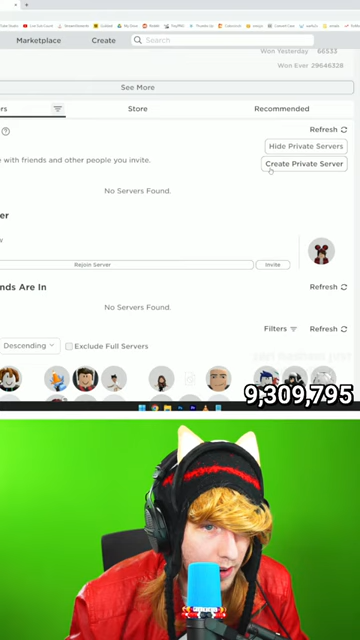 Marketplace Create Search
Won Yesterday 66533
Won Ever 29646328
See More
ers Store Recommended
Refresh
Hide Private Servers
with friends and other people you invite.
Create Private Server
No Servers Found.
er
Rejoin Server Invite
nds Are In Refresh
No Servers Found.
Filters Refresh
Descending Exclude Full Servers
9,309,795